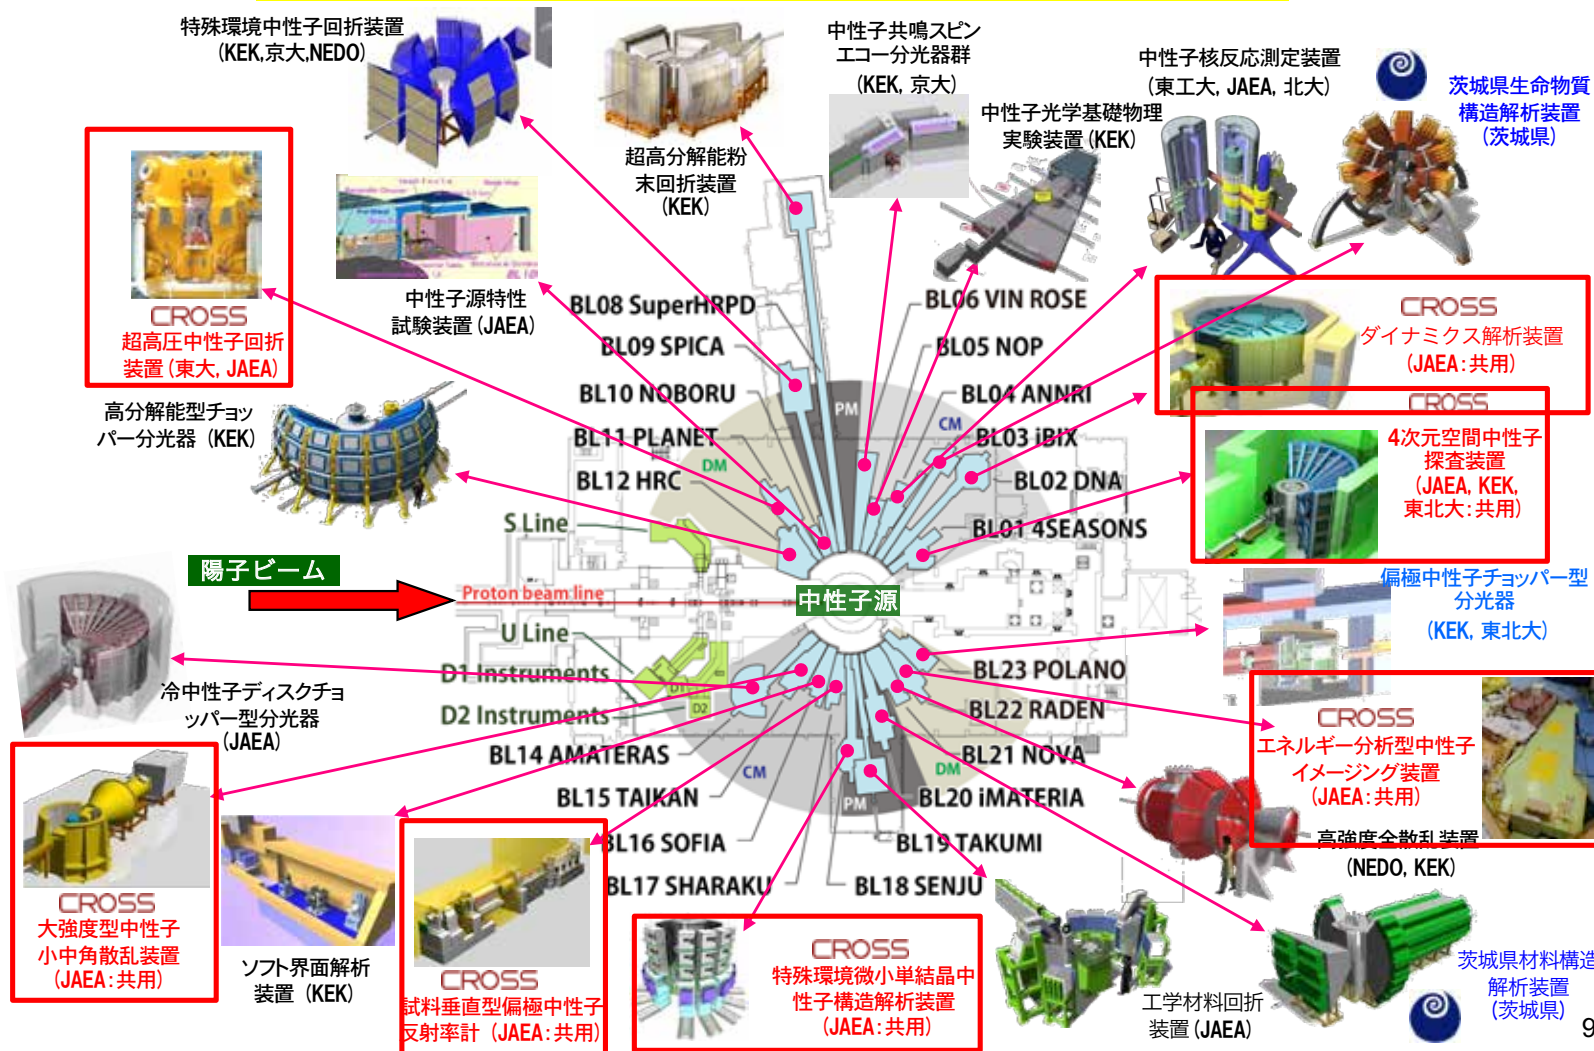 特殊環境中性子回折装置
(KEK,京大,NEDO)
中性子共鳴スピン
エコー分光器群
(KEK, 京大)
中性子核反応測定装置
(東工大, JAEA, 北大)
茨城県生命物質
構造解析装置
(茨城県)
超高分解能粉
末回折装置
(KEK)
中性子光学基礎物理
実験装置(KEK)
CROSS
超高圧中性子回折
装置(東大, JAEA)
BL10
中性子源特性
試験装置(JAEA)
CROSS
ダイナミクス解析装置
(JAEA:共用)
高分解能型チョッ
パー分光器 (KEK)
CROSS
4次元空間中性子
探査装置
(JAEA, KEK,
東北大:共用)
BL08 SuperHRPD
BL09 SPICA
BL10 NOBORU
BL11 PLANET
BL12 HRC
BL06 VIN ROSE
BL05 NOP
BL04 ANNRI
BL03 iBIX
BL02 DNA
BL01 4SEASONS
PM
CM
DM
S Line
陽子ビーム
Proton beam line
中性子源
U Line
D1 Instruments
D1
D2 Instruments
D2
偏極中性子チョッパー型
分光器
(KEK, 東北大)
冷中性子ディスクチョ
ッパー型分光器
(JAEA)
BL14 AMATERAS
BL15 TAIKAN
BL16 SOFIA
BL17 SHARAKU
BL18 SENJU
BL19 TAKUMI
BL20 iMATERIA
BL21 NOVA
BL22 RADEN
BL23 POLANO
CM
PM
DM
CROSS
エネルギー分析型中性子
イメージング装置
(JAEA:共用)
高強度全散乱装置
(NEDO, KEK)
CROSS
大強度型中性子
小中角散乱装置
(JAEA:共用)
ソフト界面解析
装置 (KEK)
CROSS
試料垂直型偏極中性子
反射率計 (JAEA:共用)
CROSS
特殊環境微小単結晶中
性子構造解析装置
(JAEA:共用)
工学材料回折
装置(JAEA)
茨城県材料構造
解析装置
(茨城県)
9